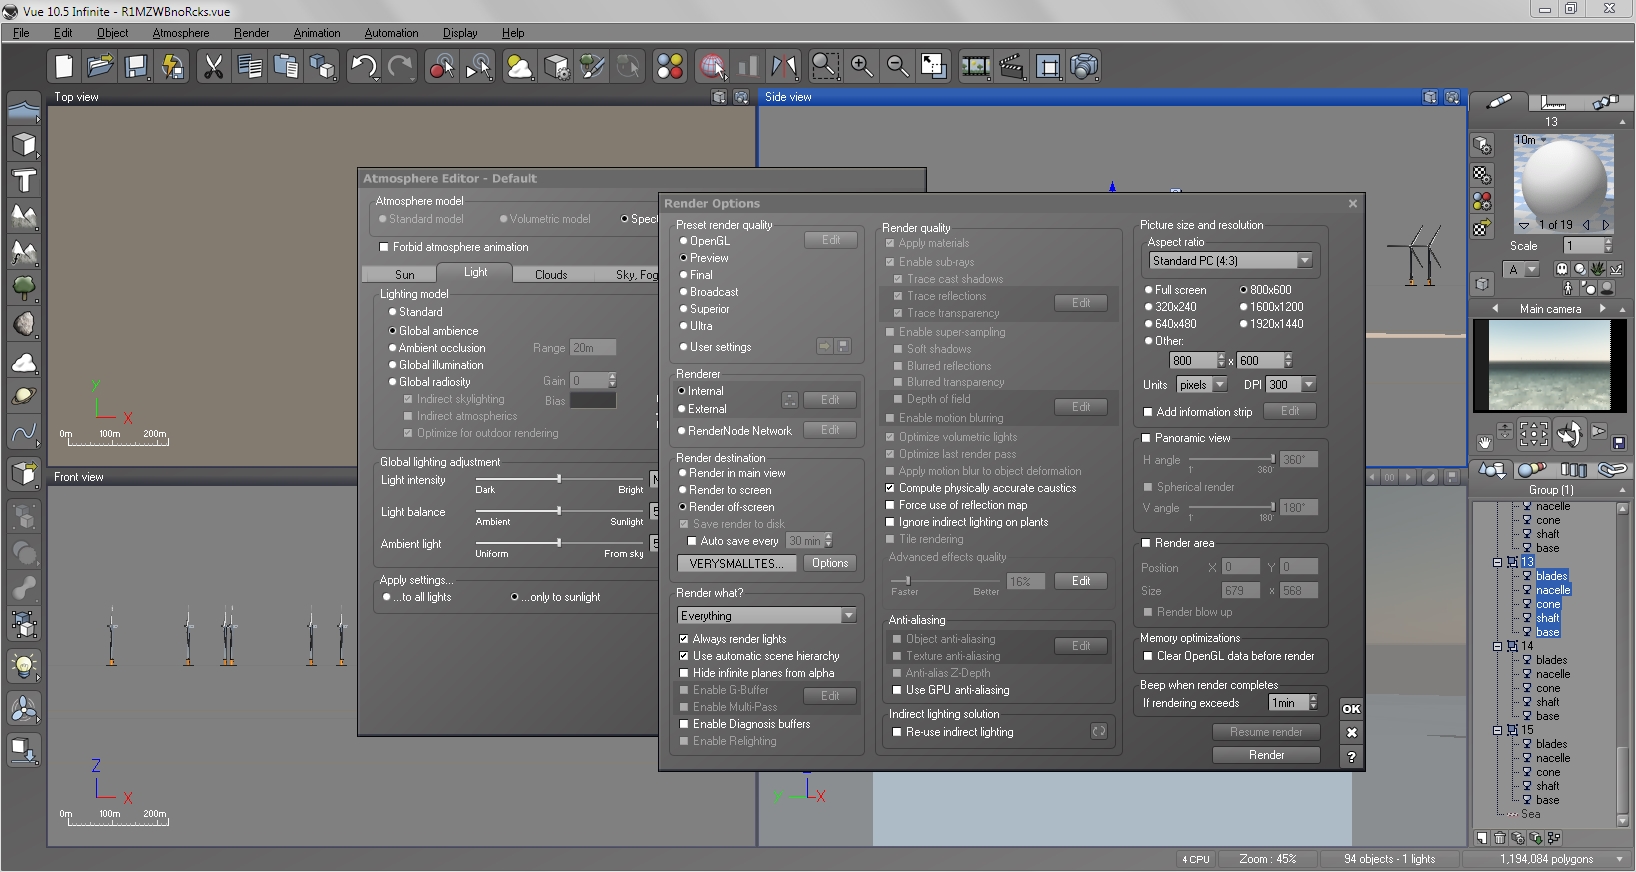 Vue 10.5 Infinite - R1MZWBnoRcks.vue
File Edit Object Atmosphere Render Animation Automation Display Help
Top view
Side view
y
X
0m 100m 200m
Front view
Z
X
0m 100m 200m
Y X
Atmosphere Editor - Default
Atmosphere model
Standard model Volumetric model Spect
Forbid atmosphere animation
Sun Light Clouds Sky, Fog
Lighting model
Standard
Global ambience
Ambient occlusion Range 20m
Global illumination
Global radiosity Gain 0
Indirect skylighting Bias
Indirect atmospherics
Optimize for outdoor rendering
Global lighting adjustment
Light intensity
Dark Bright
Light balance
Ambient Sunlight
Ambient light
Uniform From sky
Apply settings...
...to all lights ...only to sunlight
Render Options
Preset render quality
OpenGL Edit
Preview
Final
Broadcast
Superior
Ultra
User settings
Renderer
Internal
External Edit
RenderNode Network Edit
Render destination
Render in main view
Render to screen
Render off-screen
Save render to disk
Auto save every 30 min
VERYSMALLTES... Options
Render what?
Everything
Always render lights
Use automatic scene hierarchy
Hide infinite planes from alpha
Enable G-Buffer Edit
Enable Multi-Pass
Enable Diagnosis buffers
Enable Relighting
Render quality
Apply materials
Enable sub-rays
Trace cast shadows
Trace reflections Edit
Trace transparency
Enable super-sampling
Soft shadows
Blurred reflections
Blurred transparency
Depth of field Edit
Enable motion blurring
Optimize volumetric lights
Optimize last render pass
Apply motion blur to object deformation
Compute physically accurate caustics
Force use of reflection map
Ignore indirect lighting on plants
Tile rendering
Advanced effects quality
16% Edit
Faster Better
Anti-aliasing
Object anti-aliasing Edit
Texture anti-aliasing
Anti-alias Z-Depth
Use GPU anti-aliasing
Indirect lighting solution
Re-use indirect lighting
Picture size and resolution
Aspect ratio
Standard PC (4:3)
Full screen 800x600
320x240 1600x1200
640x480 1920x1440
Other:
800 x 600
Units pixels DPI 300
Add information strip Edit
Panoramic view
H angle 360°
1° 360°
Spherical render
V angle 180°
1° 180°
Render area
Position X 0 Y 0
Size 679 x 568
Render blow up
Memory optimizations
Clear OpenGL data before render
Beep when render completes
If rendering exceeds 1min
Resume render
Render
OK
?
13
10m
1 of 19
Scale 1
A
Main camera
Group (1)
nacelle
cone
shaft
base
13
blades
nacelle
cone
shaft
base
14
blades
nacelle
cone
shaft
base
15
blades
nacelle
cone
shaft
base
Sea
4 CPU Zoom : 45% 94 objects - 1 lights 1,194,084 polygons